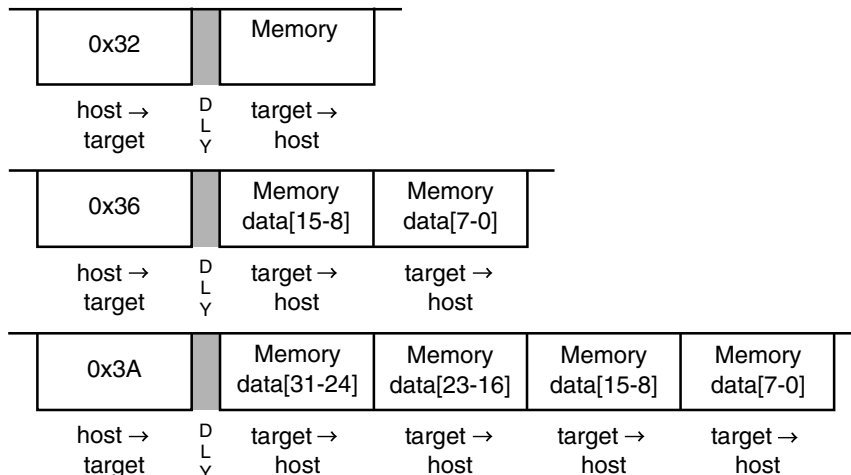 0x32 Memory
host → D target →
target L host
Y
0x36 Memory Memory
data[15-8] data[7-0]
host → D target → target →
target L host host
Y
0x3A Memory Memory Memory Memory
data[31-24] data[23-16] data[15-8] data[7-0]
host → D target → target → target → target →
target L host host host host
Y